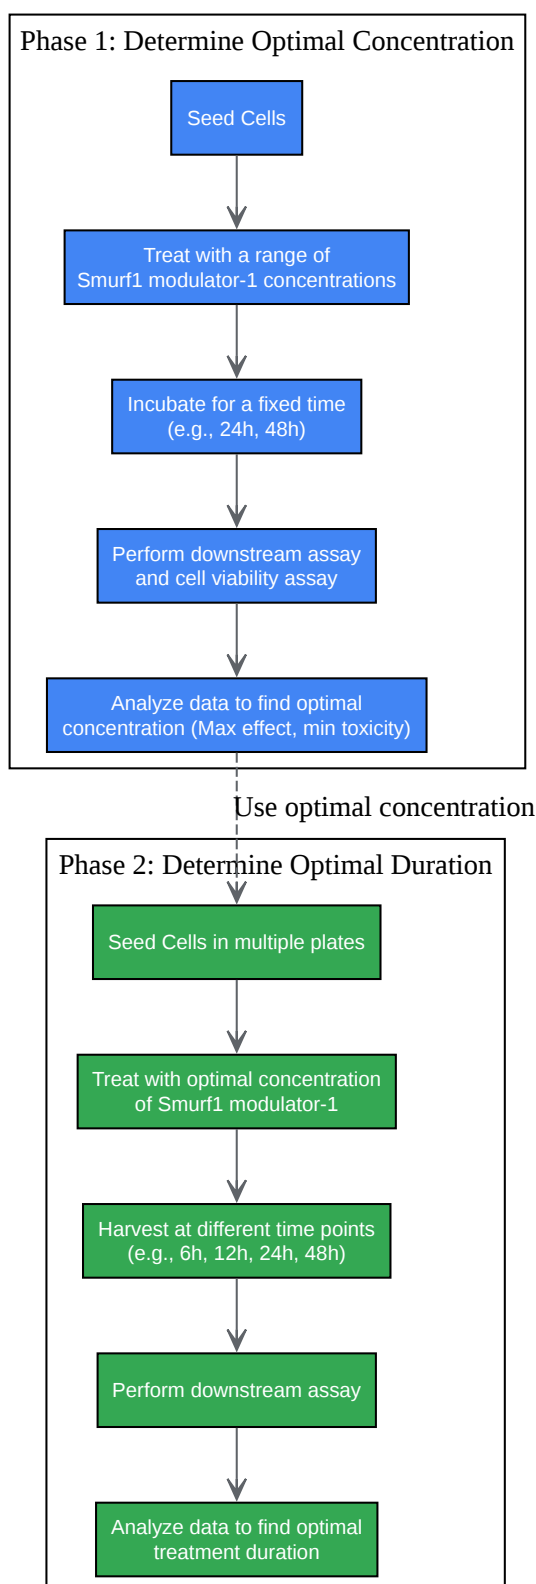 Phase 1: Determine Optimal Concentration
Seed Cells
Treat with a range of
Smurf1 modulator-1 concentrations
Incubate for a fixed time
(e.g., 24h, 48h)
Perform downstream assay
and cell viability assay
Analyze data to find optimal
concentration (Max effect, min toxicity)
Use optimal concentration
Phase 2: Determine Optimal Duration
Seed Cells in multiple plates
Treat with optimal concentration
of Smurf1 modulator-1
Harvest at different time points
(e.g., 6h, 12h, 24h, 48h)
Perform downstream assay
Analyze data to find optimal
treatment duration